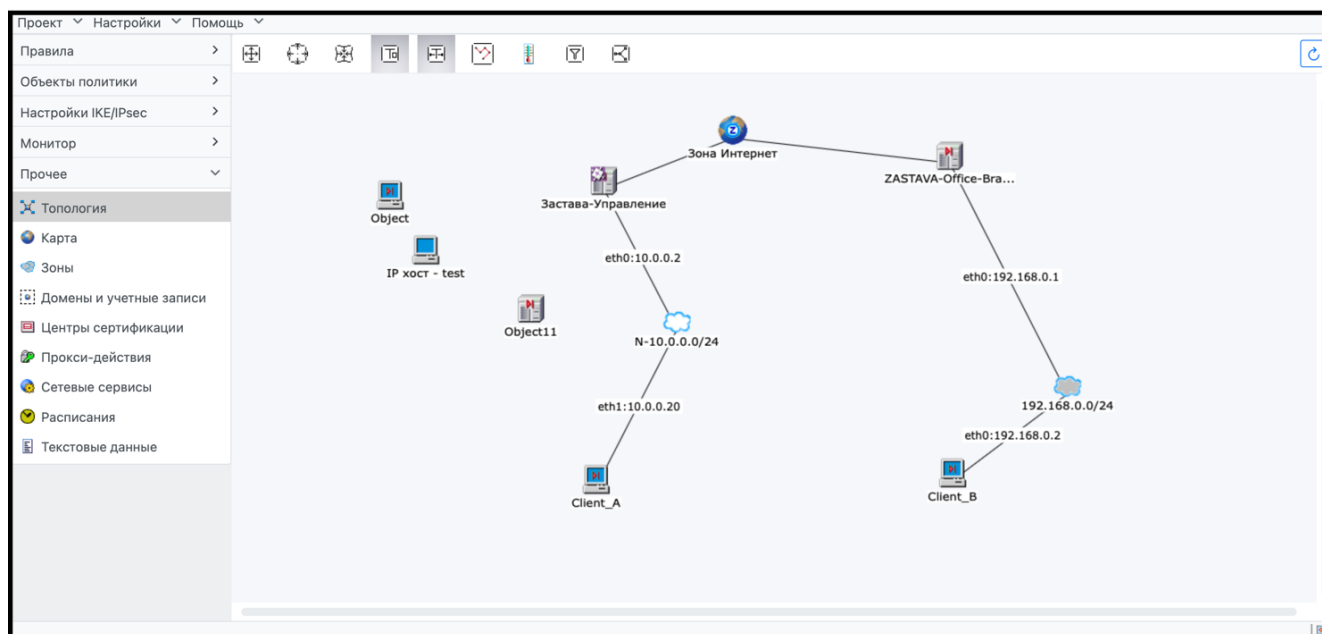 Проект Настройки Помощь
Правила
Объекты политики
Настройки IKE/IPsec
Монитор
Прочее
Топология
Карта
Зоны
Домены и учетные записи
Центры сертификации
Прокси-действия
Сетевые сервисы
Расписания
Текстовые данные
Зона Интернет
ZASTAVA-Office-Bra...
Застава-Управление
Object
eth0:10.0.0.2
IP хост - test
eth0:192.168.0.1
Object11
N-10.0.0.0/24
eth1:10.0.0.20
192.168.0.0/24
eth0:192.168.0.2
Client_A
Client_B